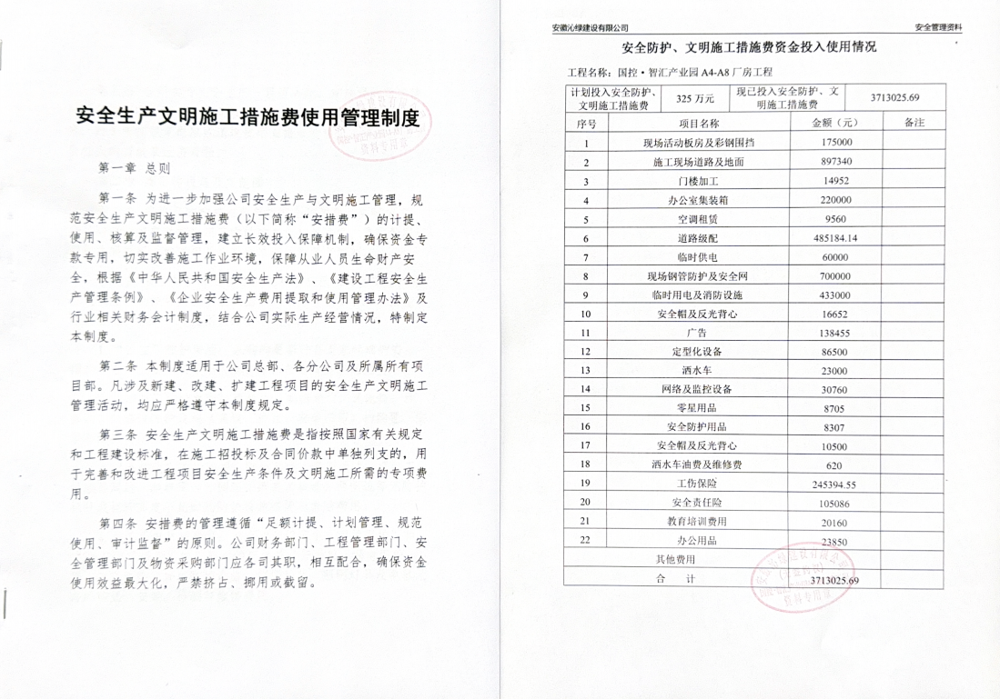 安全生产文明施工措施费使用管理制度
第一章 总则
第一条 为进一步加强公司安全生产与文明施工管理，规
范安全生产文明施工措施费（以下简称“安措费”）的计提、
使用、核算及监督管理，建立长效投入保障机制，确保资金专
款专用，切实改善施工作业环境，保障从业人员生命财产安
全，根据《中华人民共和国安全生产法》、《建设工程安全生
产管理条例》、《企业安全生产费用提取和使用管理办法》及
行业相关财务会计制度，结合公司实际生产经营情况，特制定
本制度。
第二条 本制度适用于公司总部、各分公司及所属所有项
目部。凡涉及新建、改建、扩建工程项目的安全生产文明施工
管理活动，均应严格遵守本制度规定。
第三条 安全生产文明施工措施费是指按照国家有关规定
和工程建设标准，在施工招投标及合同价款中单独列支的，用
于完善和改进工程项目安全生产条件及文明施工所需的专项费
用。
第四条 安措费的管理遵循“足额计提、计划管理、规范
使用、审计监督”的原则。公司财务部门、工程管理部门、安
全管理部门及物资采购部门应各司其职，相互配合，确保资金
使用效益最大化，严禁挤占、挪用或截留。
安徽沁绿建设有限公司 安全管理资料
安全防护、文明施工措施费资金投入使用情况
工程名称：国控·智汇产业园 A4-A8 厂房工程
计划投入安全防护、文明施工措施费 325 万元 现已投入安全防护、文明施工措施费 3713025.69
序号 项目名称 金额（元） 备注
1 现场活动板房及彩钢围挡 175000
2 施工现场道路及地面 897340
3 门楼加工 14952
4 办公室集装箱 220000
5 空调租赁 9560
6 道路级配 485184.14
7 临时供电 60000
8 现场钢管防护及安全网 700000
9 临时用电及消防设施 433000
10 安全帽及反光背心 16652
11 广告 138455
12 定型化设备 86500
13 洒水车 23000
14 网络及监控设备 30760
15 零星用品 8705
16 安全防护用品 8307
17 安全帽及反光背心 10500
18 洒水车油费及维修费 620
19 工伤保险 245394.55
20 安全责任险 105086
21 教育培训费用 20160
22 办公用品 23850
其他费用
合 计 3713025.69
资料专用章